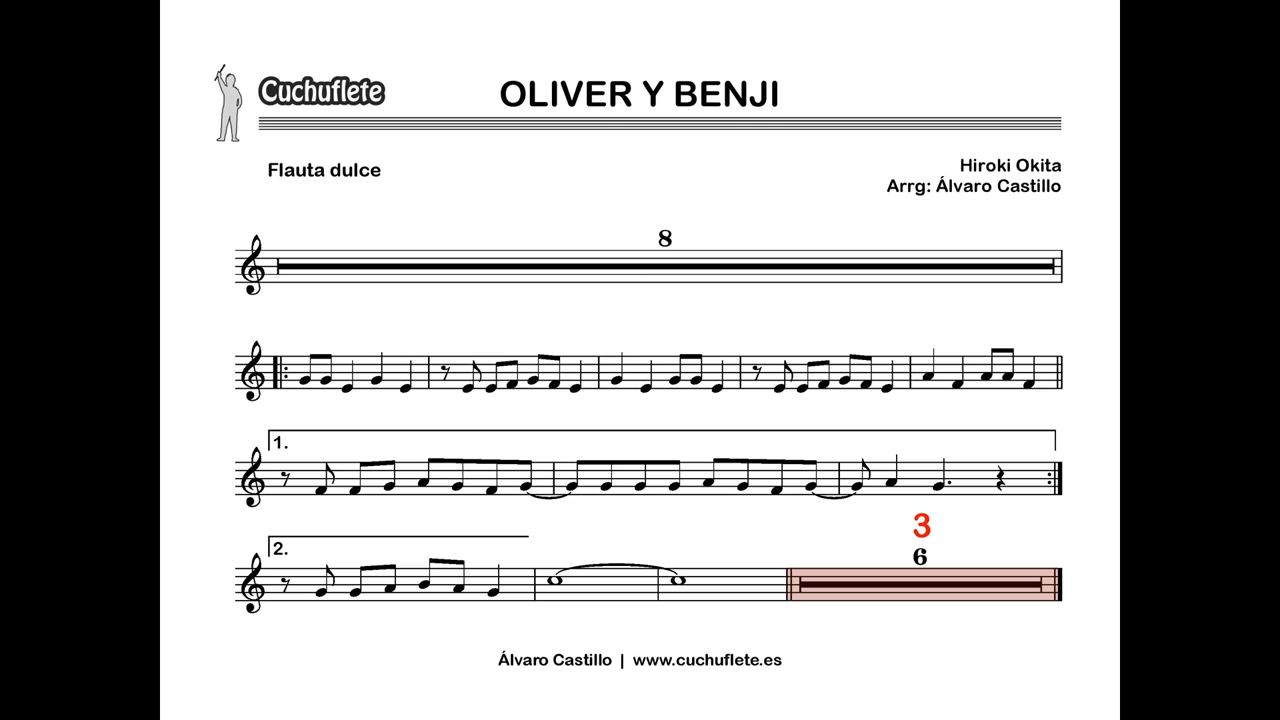 Cuchuflete
OLIVER Y BENJI
Flauta dulce
Hiroki Okita
Arrg: Álvaro Castillo
8
1.
3
2.
6
Álvaro Castillo | www.cuchuflete.es